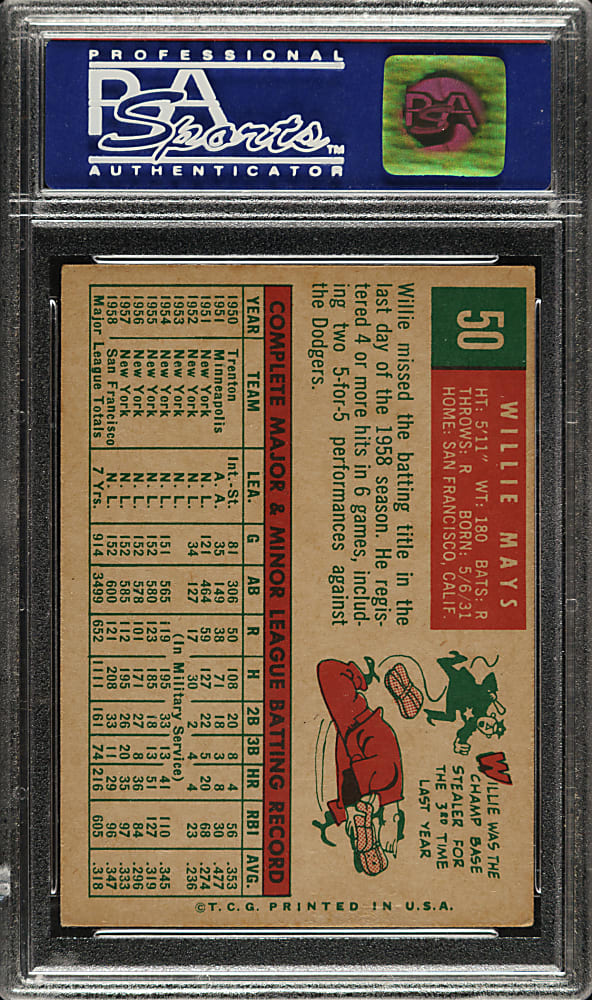 PROFESSIONAL
PSA
Sports™
AUTHENTICATOR
PSA
50
WILLIE MAYS
HT: 5'11" WT: 180 BATS: R
THROWS: R BORN: 5/6/31
HOME: SAN FRANCISCO, CALIF.
Willie missed the batting title in the
last day of the 1958 season. He regis-
tered 4 or more hits in 6 games, includ-
ing two 5-for-5 performances against
the Dodgers.
WILLIE WAS THE
CHAMP BASE
STEALER FOR
THE 3RD TIME
LAST YEAR
COMPLETE MAJOR & MINOR LEAGUE BATTING RECORD
YEAR TEAM LEA. G AB R H 2B 3B HR RBI AVG.
1950 Trenton Int.-St. 81 306 50 108 20 8 4 56 .353
1951 Minneapolis A. A. 35 149 38 71 18 3 8 30 .477
1951 New York N. L. 121 464 59 127 22 5 20 68 .274
1952 New York N. L. 34 127 17 30 2 4 4 23 .236
1953 New York N. L. (In Military Service)
1954 New York N. L. 151 565 119 195 33 13 41 110 .345
1955 New York N. L. 152 580 123 185 18 13 51 127 .319
1956 New York N. L. 152 578 101 171 27 8 36 84 .296
1957 New York N. L. 152 585 112 195 26 20 35 97 .333
1958 San Francisco N. L. 152 600 121 208 33 11 29 96 .347
Major League Totals 7 Yrs. 914 3499 652 1111 161 74 216 605 .318
©T.C.G. PRINTED IN U.S.A.